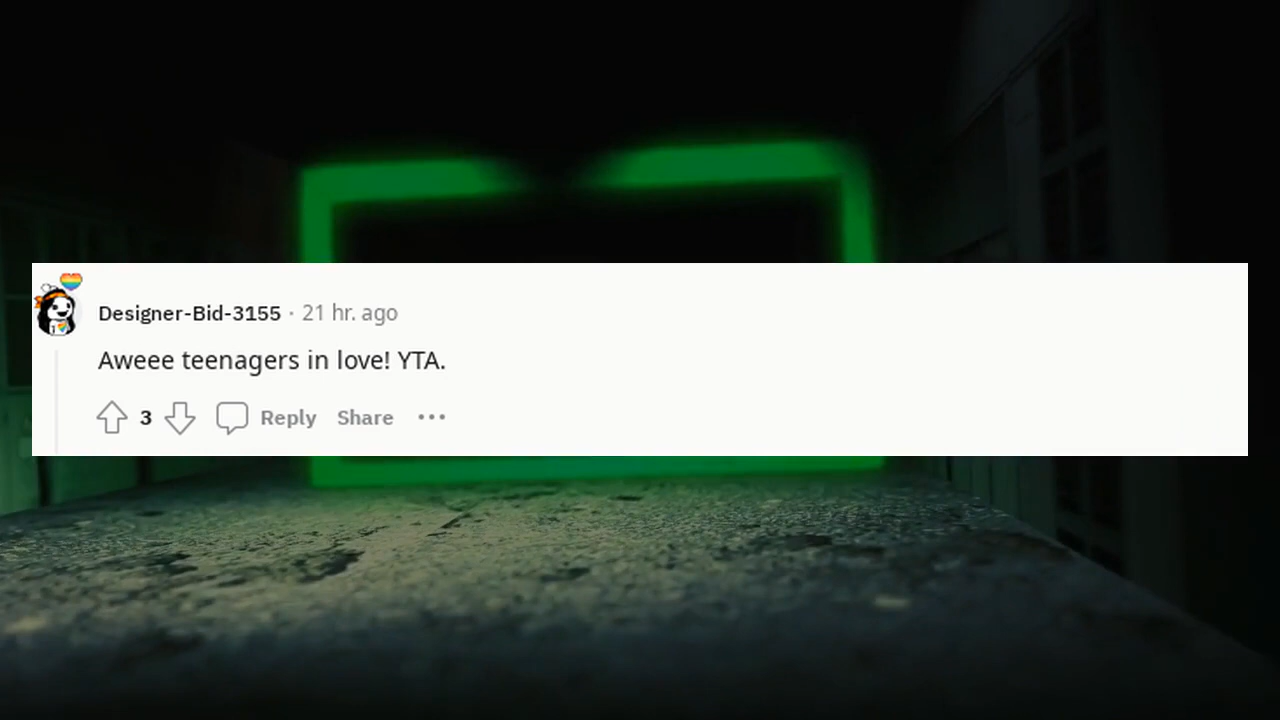 Designer-Bid-3155 · 21 hr. ago
Aweee teenagers in love! YTA.
3 Reply Share ···